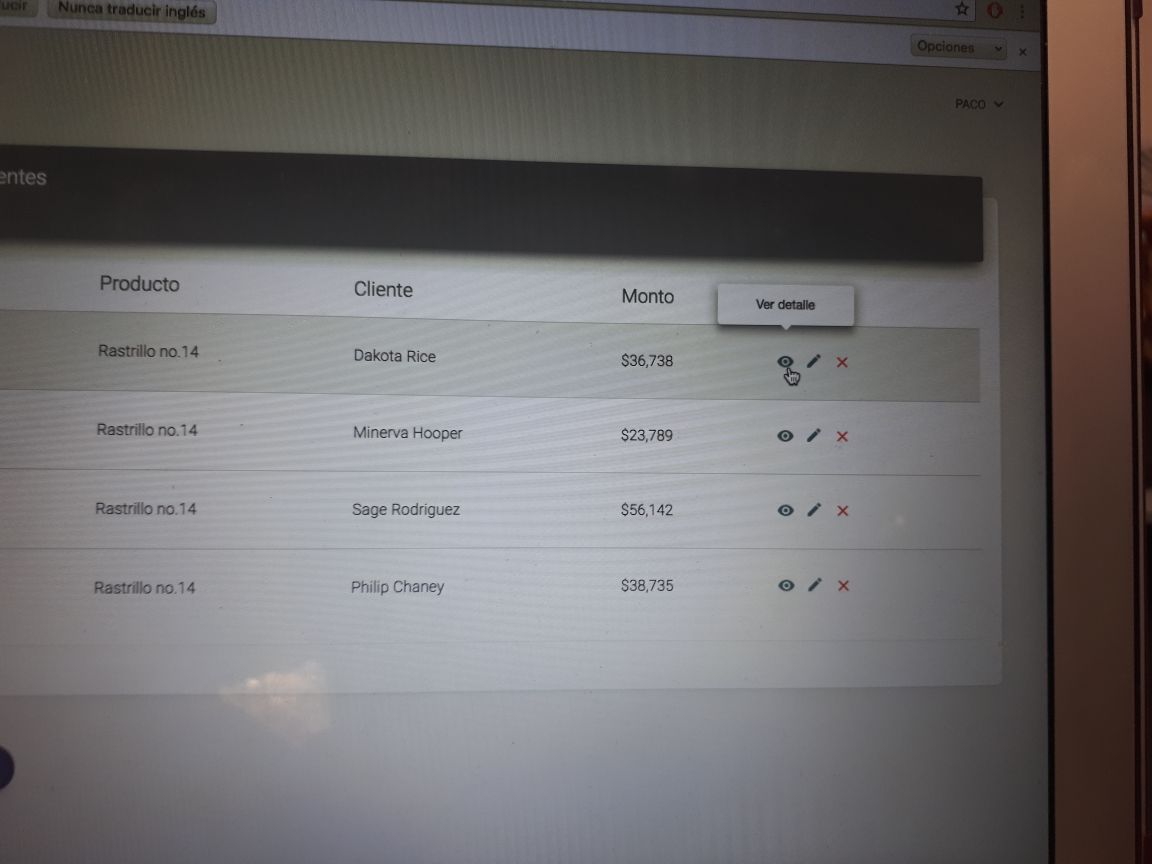 Nunca traducir inglés
Opciones
PACO
Producto Cliente Monto
Ver detalle
Rastrillo no.14 Dakota Rice $36,738
Rastrillo no.14 Minerva Hooper $23,789
Rastrillo no.14 Sage Rodriguez $56,142
Rastrillo no.14 Philip Chaney $38,735